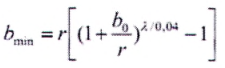 b_min = r[(1 + b_0/r)^{λ/0.04} − 1]